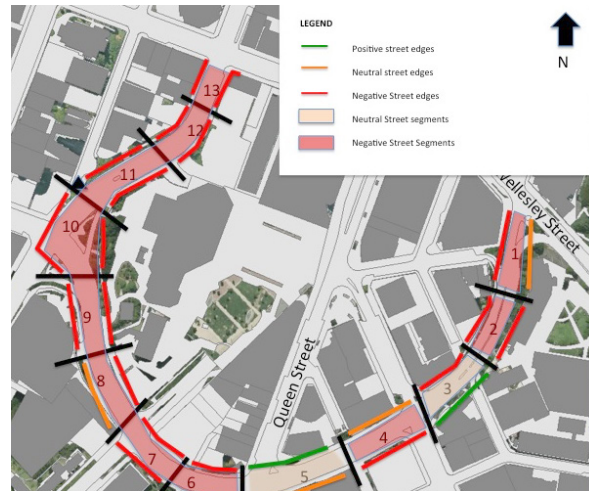 LEGEND
Positive street edges
Neutral street edges
Negative Street edges
Neutral Street segments
Negative Street Segments
N
13
12
11
10
9
8
7
6
5
4
3
2
1
Queen Street
ellesley Street